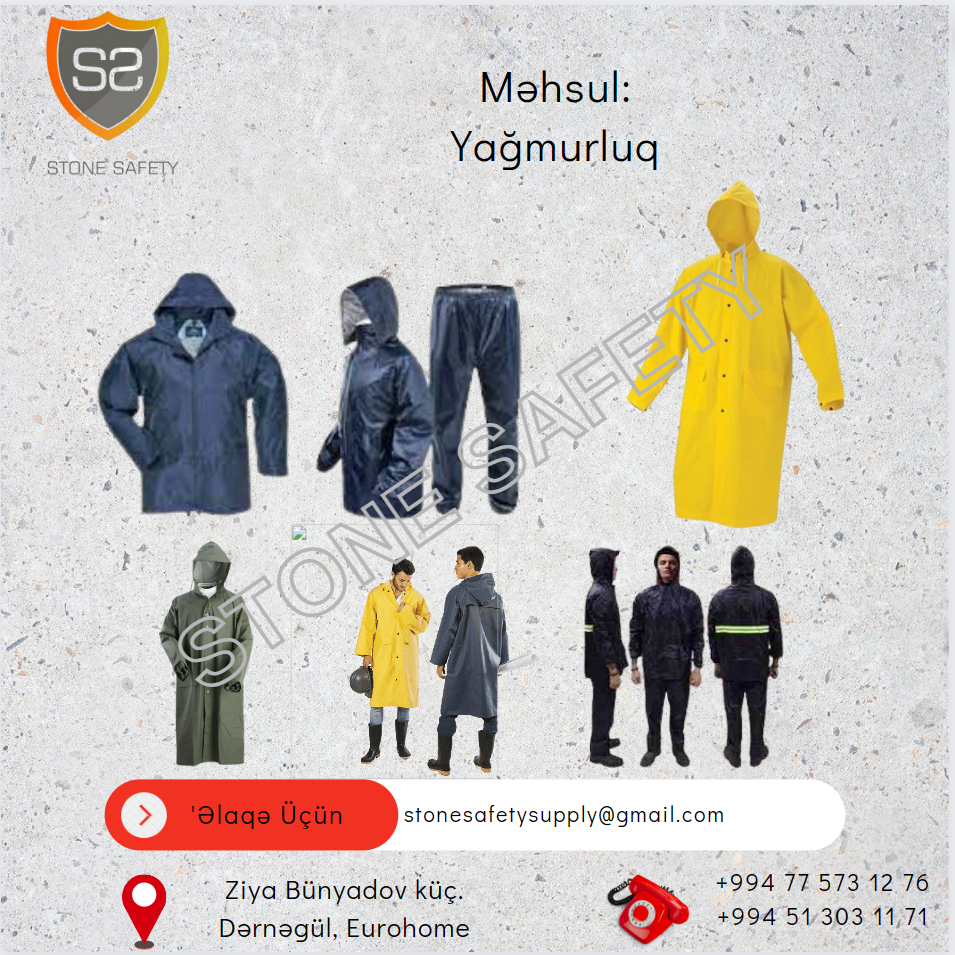 SS
STONE SAFETY
Məhsul:
Yağmurluq
STONE SAFETY
'Əlaqə Üçün
stonesafetysupply@gmail.com
Ziya Bünyadov küç.
Dərnəgül, Eurohome
+994 77 573 12 76
+994 51 303 11 71